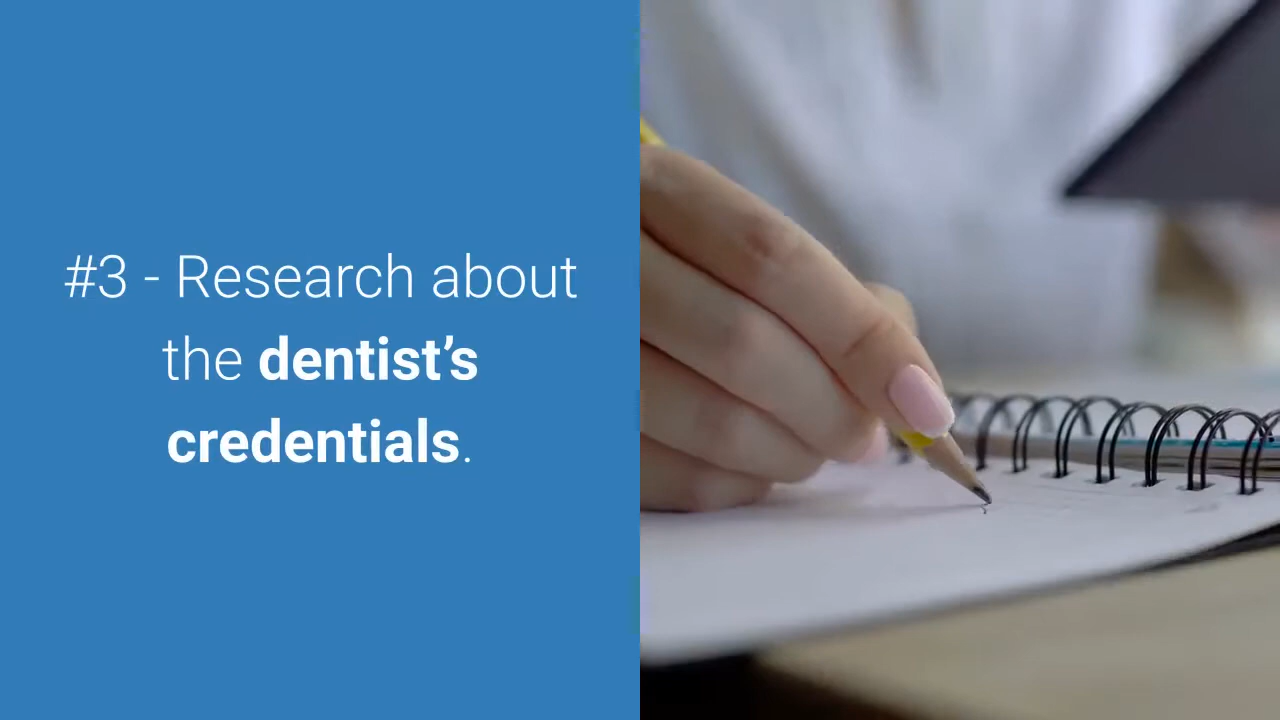 #3 - Research about
the dentist’s
credentials.